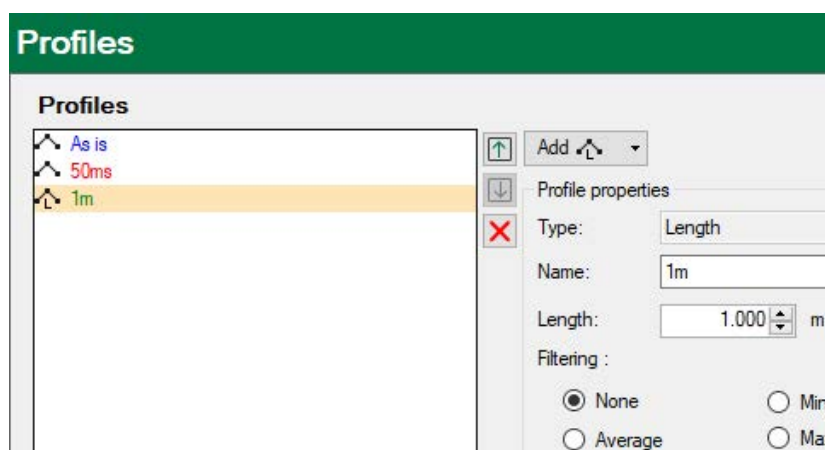 Profiles
Profiles
As is
50ms
1m
Add
Profile properties
Type: Length
Name: 1m
Length: 1.000 m
Filtering :
None
Average